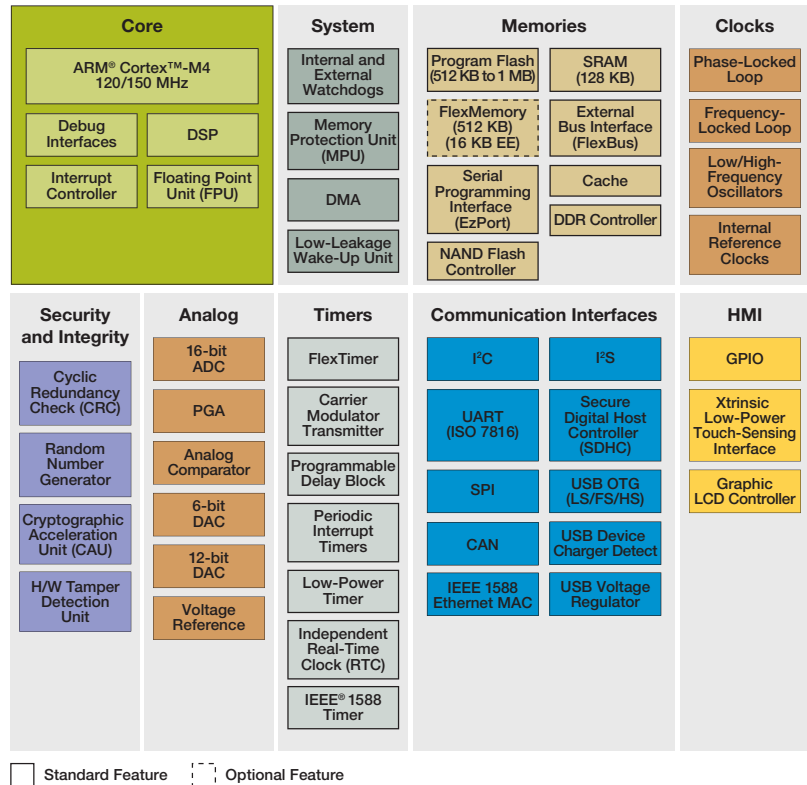 Core
ARM® Cortex™-M4
120/150 MHz
Debug
Interfaces
DSP
Interrupt
Controller
Floating Point
Unit (FPU)
System
Internal and
External
Watchdogs
Memory
Protection Unit
(MPU)
DMA
Low-Leakage
Wake-Up Unit
Memories
Program Flash
(512 KB to 1 MB)
SRAM
(128 KB)
FlexMemory
(512 KB)
(16 KB EE)
External
Bus Interface
(FlexBus)
Serial
Programming
Interface
(EzPort)
Cache
DDR Controller
NAND Flash
Controller
Clocks
Phase-Locked
Loop
Frequency-
Locked Loop
Low/High-
Frequency
Oscillators
Internal
Reference
Clocks
Security
and Integrity
Cyclic
Redundancy
Check (CRC)
Random
Number
Generator
Cryptographic
Acceleration
Unit (CAU)
H/W Tamper
Detection
Unit
Analog
16-bit
ADC
PGA
Analog
Comparator
6-bit
DAC
12-bit
DAC
Voltage
Reference
Timers
FlexTimer
Carrier
Modulator
Transmitter
Programmable
Delay Block
Periodic
Interrupt
Timers
Low-Power
Timer
Independent
Real-Time
Clock (RTC)
IEEE® 1588
Timer
Communication Interfaces
I²C
I²S
UART
(ISO 7816)
Secure
Digital Host
Controller
(SDHC)
SPI
USB OTG
(LS/FS/HS)
CAN
USB Device
Charger Detect
IEEE 1588
Ethernet MAC
USB Voltage
Regulator
HMI
GPIO
Xtrinsic
Low-Power
Touch-Sensing
Interface
Graphic
LCD Controller
Standard Feature
Optional Feature